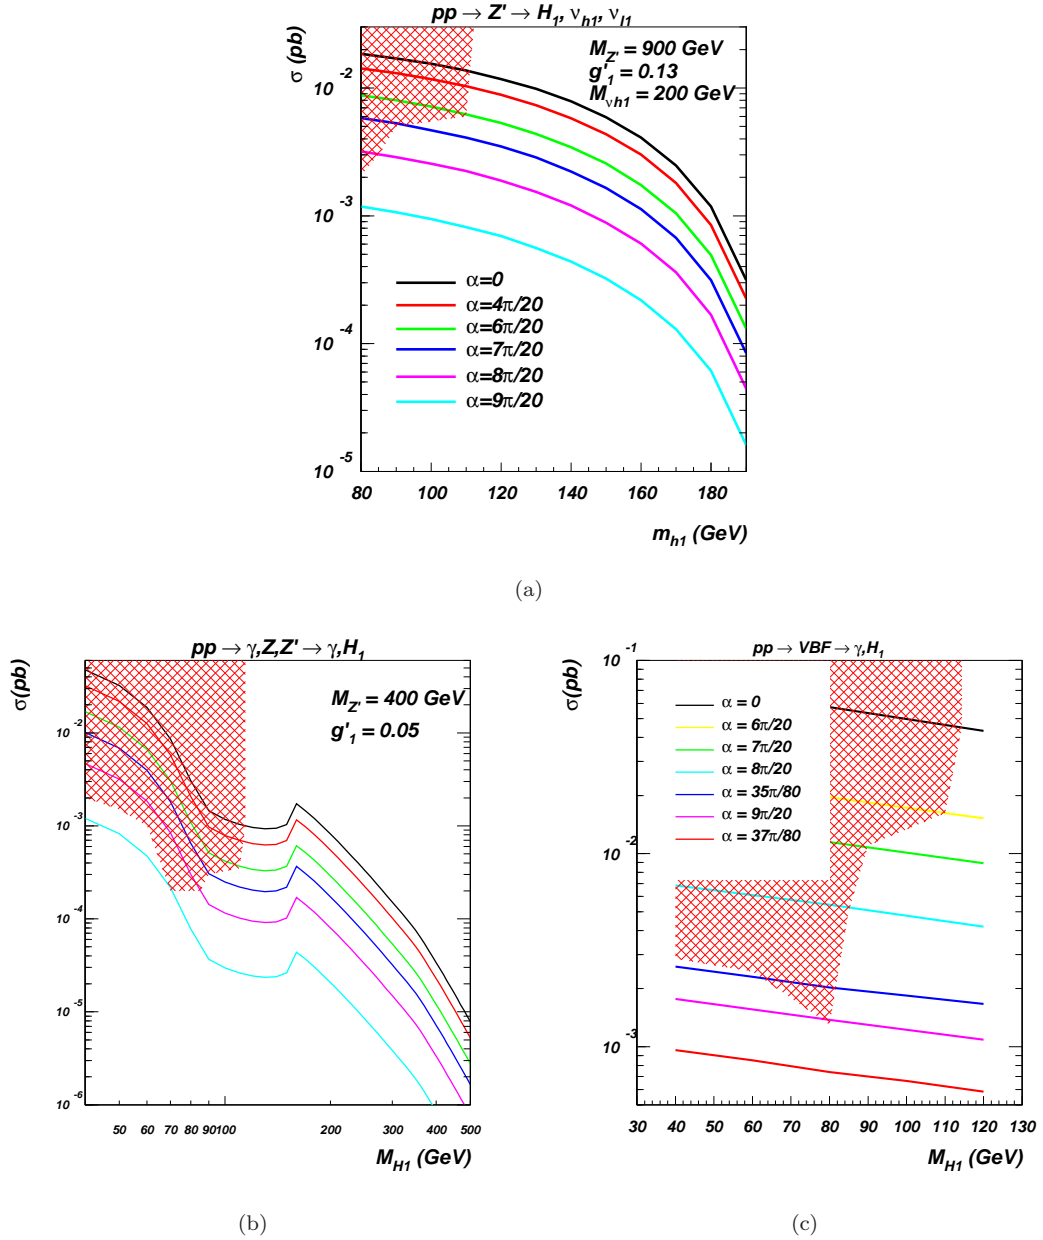 pp → Z' → H₁, ν_h1, ν_l1
σ (pb)
M_Z' = 900 GeV
g'₁ = 0.13
M_νh1 = 200 GeV
10⁻²
10⁻³
10⁻⁴
10⁻⁵
α=0
α=4π/20
α=6π/20
α=7π/20
α=8π/20
α=9π/20
80 100 120 140 160 180
m_h1 (GeV)
(a)
pp → γ,Z,Z' → γ,H₁
σ(pb)
M_Z' = 400 GeV
g'₁ = 0.05
10⁻²
10⁻³
10⁻⁴
10⁻⁵
10⁻⁶
50 60 70 80 90 100 200 300 400 500
M_H1 (GeV)
(b)
pp → VBF → γ,H₁
σ(pb)
10⁻¹
10⁻²
10⁻³
α = 0
α = 6π/20
α = 7π/20
α = 8π/20
α = 35π/80
α = 9π/20
α = 37π/80
30 40 50 60 70 80 90 100 110 120 130
M_H1 (GeV)
(c)